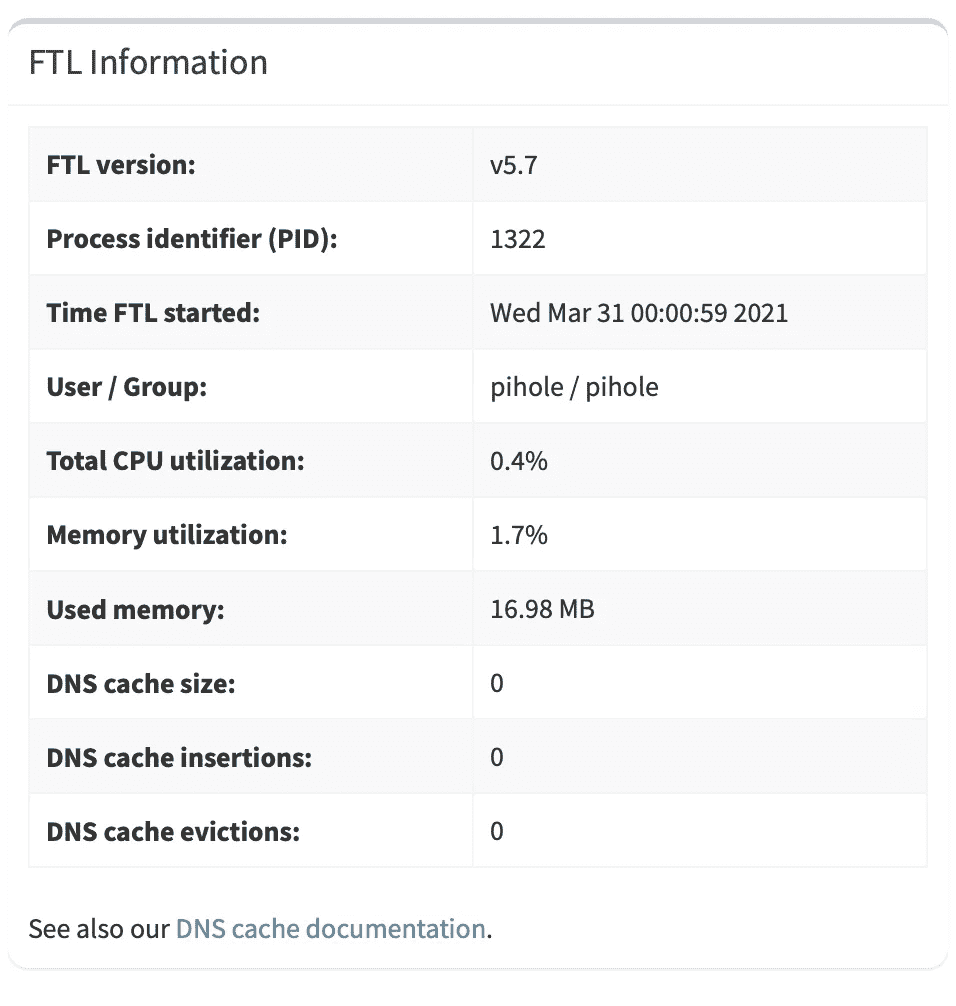 FTL Information
FTL version: v5.7
Process identifier (PID): 1322
Time FTL started: Wed Mar 31 00:00:59 2021
User / Group: pihole / pihole
Total CPU utilization: 0.4%
Memory utilization: 1.7%
Used memory: 16.98 MB
DNS cache size: 0
DNS cache insertions: 0
DNS cache evictions: 0
See also our DNS cache documentation.